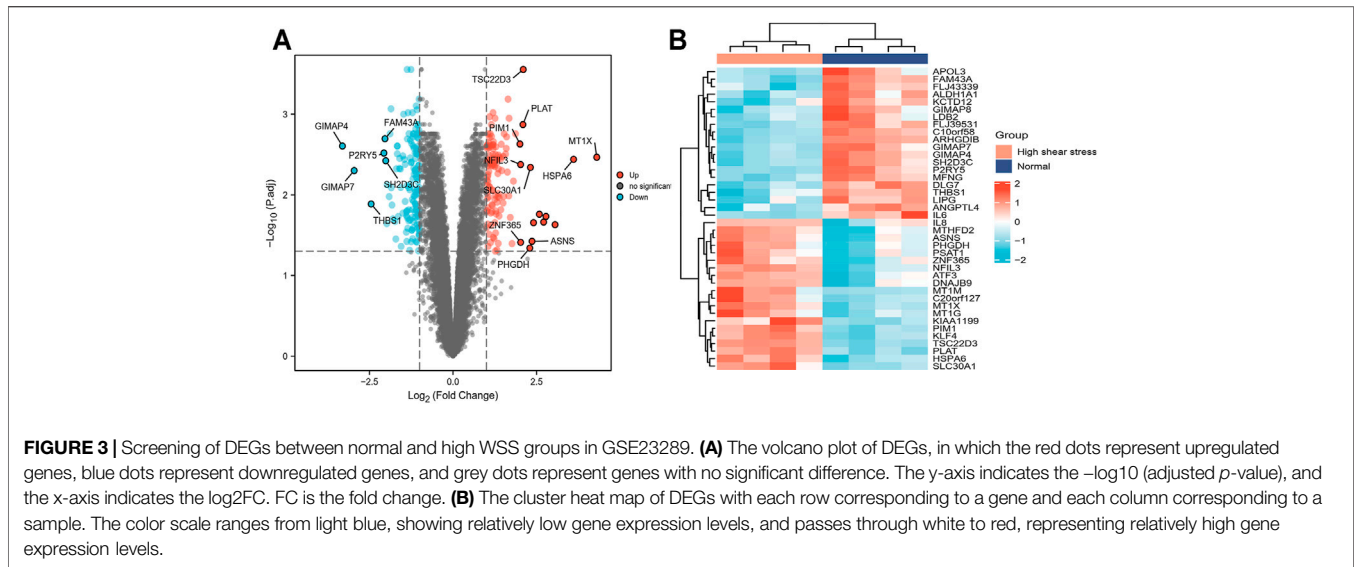 A
TSC22D3
PLAT
FAM43A
GIMAP4
PIM1
MT1X
P2RY5
NFIL3
HSPA6
GIMAP7
SH2D3C
SLC30A1
THBS1
ZNF365
ASNS
PHGDH
3
2
1
0
-2.5
0.0
2.5
−Log10 (P.adj)
Log2 (Fold Change)
Up
no significant
Down
B
APOL3
FAM43A
FLJ43339
ALDH1A1
KCTD12
GIMAP8
LDB2
FLJ39531
C10orf58
ARHGDIB
GIMAP7
GIMAP4
SH2D3C
P2RY5
MFNG
DLG7
THBS1
LIPG
ANGPTL4
IL6
IL8
MTHFD2
ASNS
PHGDH
PSAT1
ZNF365
NFIL3
ATF3
DNAJB9
MT1M
C20orf127
MT1X
MT1G
KIAA1199
PIM1
KLF4
TSC22D3
PLAT
HSPA6
SLC30A1
Group
High shear stress
Normal
2
1
0
−1
−2
FIGURE 3 | Screening of DEGs between normal and high WSS groups in GSE23289. (A) The volcano plot of DEGs, in which the red dots represent upregulated
genes, blue dots represent downregulated genes, and grey dots represent genes with no significant difference. The y-axis indicates the −log10 (adjusted p-value), and
the x-axis indicates the log2FC. FC is the fold change. (B) The cluster heat map of DEGs with each row corresponding to a gene and each column corresponding to a
sample. The color scale ranges from light blue, showing relatively low gene expression levels, and passes through white to red, representing relatively high gene
expression levels.